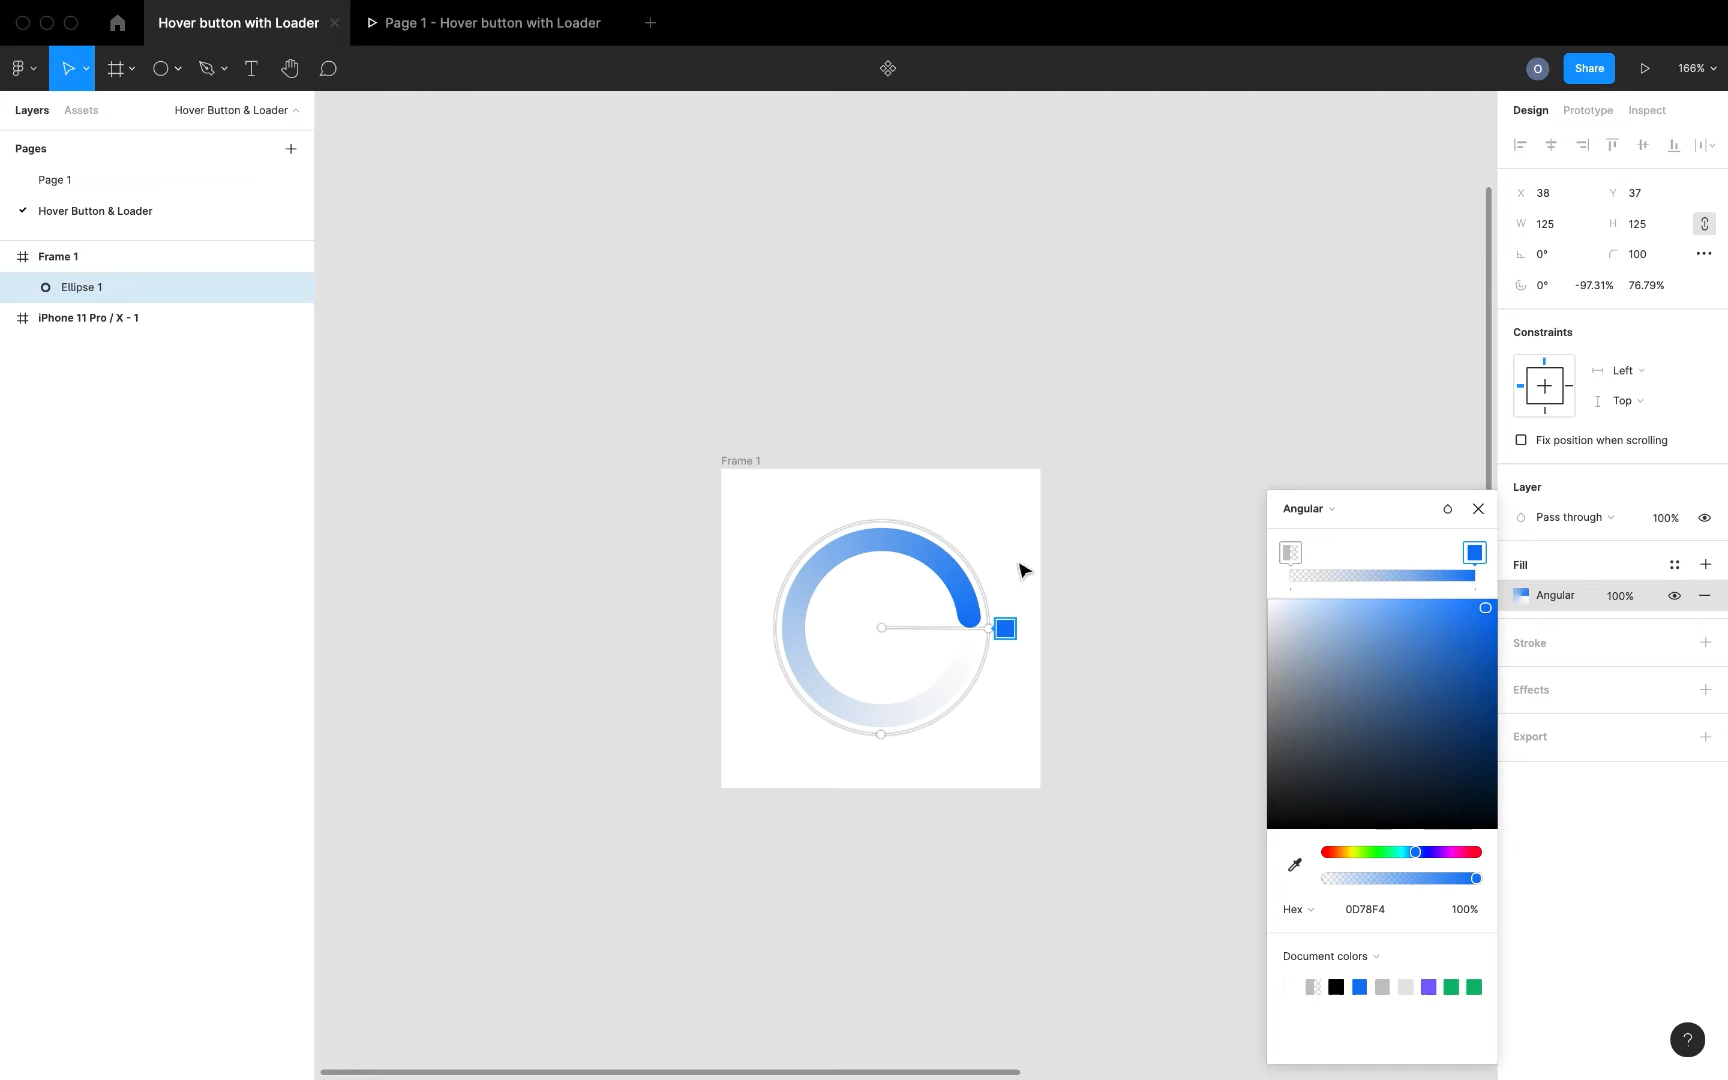 Hover button with Loader
Page 1 - Hover button with Loader
O
Share
166%
Layers
Assets
Hover Button & Loader
Pages
Page 1
Hover Button & Loader
Frame 1
Ellipse 1
iPhone 11 Pro / X - 1
Frame 1
Design
Prototype
Inspect
X 38
Y 37
W 125
H 125
0°
100
0°
-97.31%
76.79%
Constraints
Left
Top
Fix position when scrolling
Layer
Pass through
100%
Fill
Angular
100%
Stroke
Effects
Export
Angular
Hex
0D78F4
100%
Document colors
?